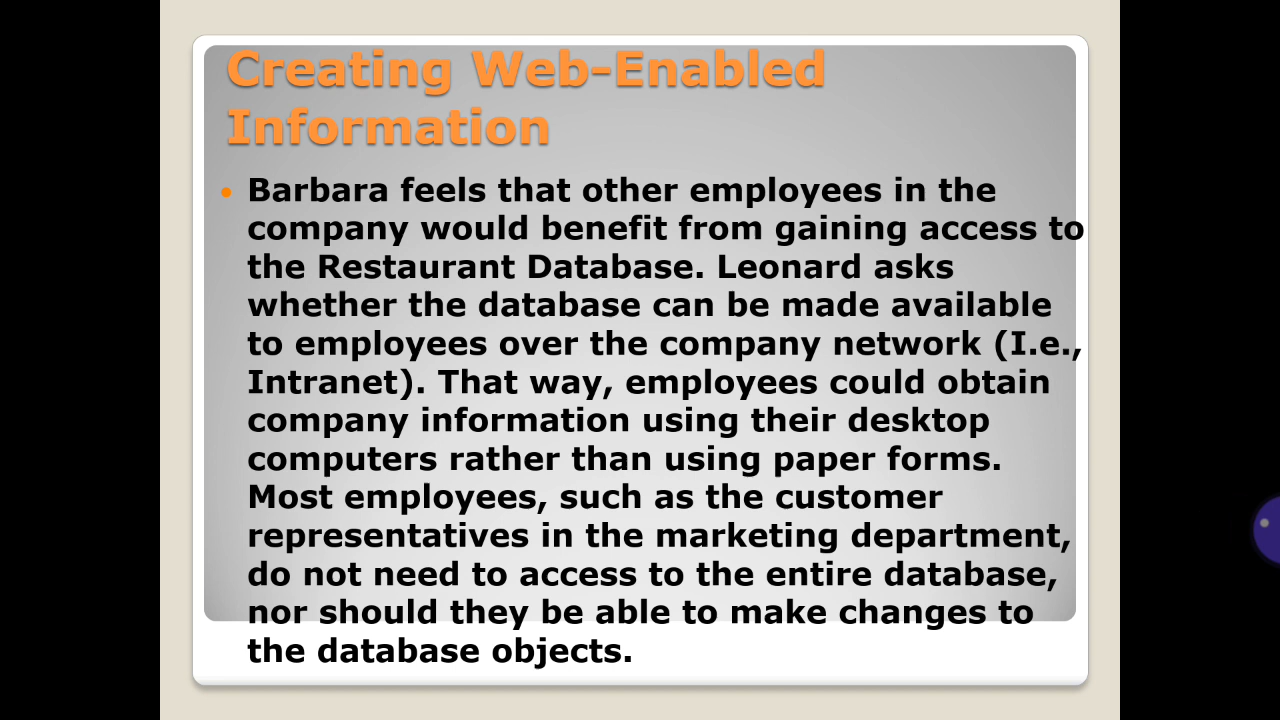 Creating Web-Enabled
Information
• Barbara feels that other employees in the
company would benefit from gaining access to
the Restaurant Database. Leonard asks
whether the database can be made available
to employees over the company network (I.e.,
Intranet). That way, employees could obtain
company information using their desktop
computers rather than using paper forms.
Most employees, such as the customer
representatives in the marketing department,
do not need to access to the entire database,
nor should they be able to make changes to
the database objects.